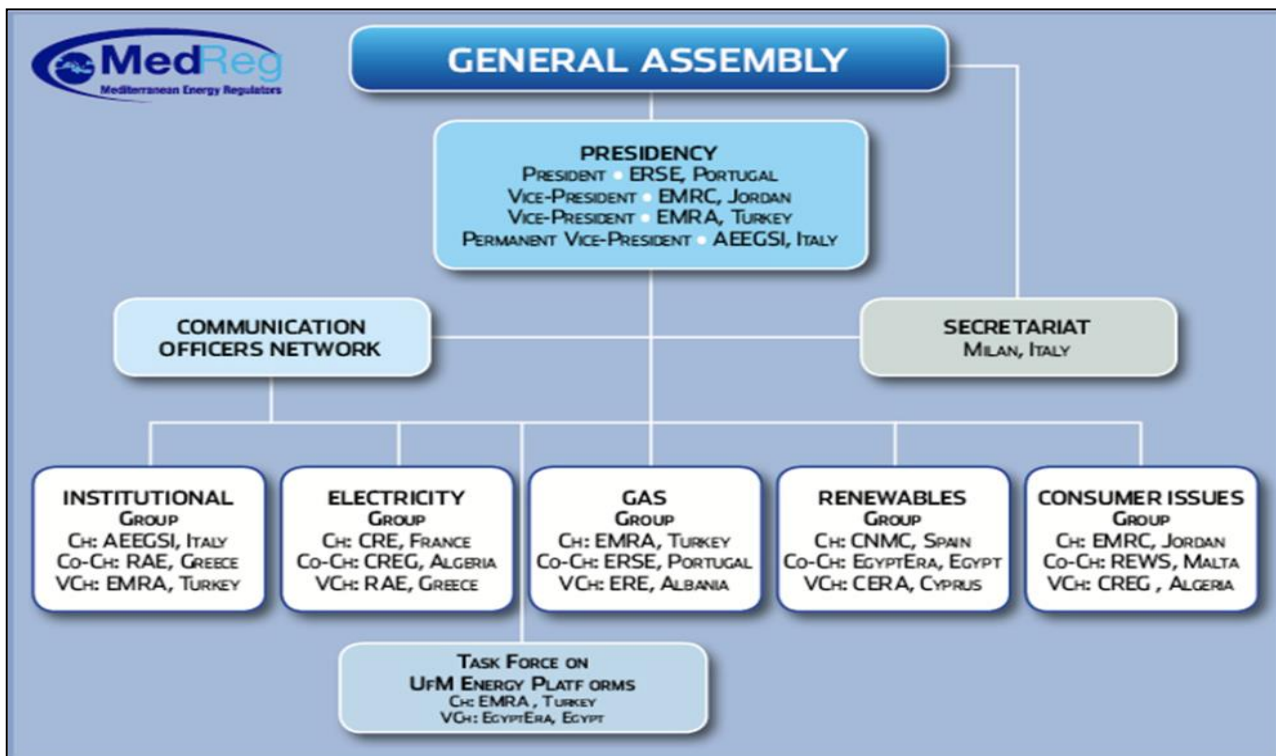 MedReg
Mediterranean Energy Regulators
GENERAL ASSEMBLY
PRESIDENCY
PRESIDENT • ERSE, PORTUGAL
VICE-PRESIDENT • EMRC, JORDAN
VICE-PRESIDENT • EMRA, TURKEY
PERMANENT VICE-PRESIDENT • AEEGSI, ITALY
COMMUNICATION
OFFICERS NETWORK
SECRETARIAT
MILAN, ITALY
INSTITUTIONAL
GROUP
CH: AEEGSI, ITALY
CO-CH: RAE, GREECE
VCH: EMRA, TURKEY
ELECTRICITY
GROUP
CH: CRE, FRANCE
CO-CH: CREG, ALGERIA
VCH: RAE, GREECE
GAS
GROUP
CH: EMRA, TURKEY
CO-CH: ERSE, PORTUGAL
VCH: ERE, ALBANIA
RENEWABLES
GROUP
CH: CNMC, SPAIN
CO-CH: EGYPTERA, EGYPT
VCH: CERA, CYPRUS
CONSUMER ISSUES
GROUP
CH: EMRC, JORDAN
CO-CH: REWS, MALTA
VCH: CREG , ALGERIA
TASK FORCE ON
UFM ENERGY PLATF ORMS
CH: EMRA , TURKEY
VCH: EGYPTERA, EGYPT